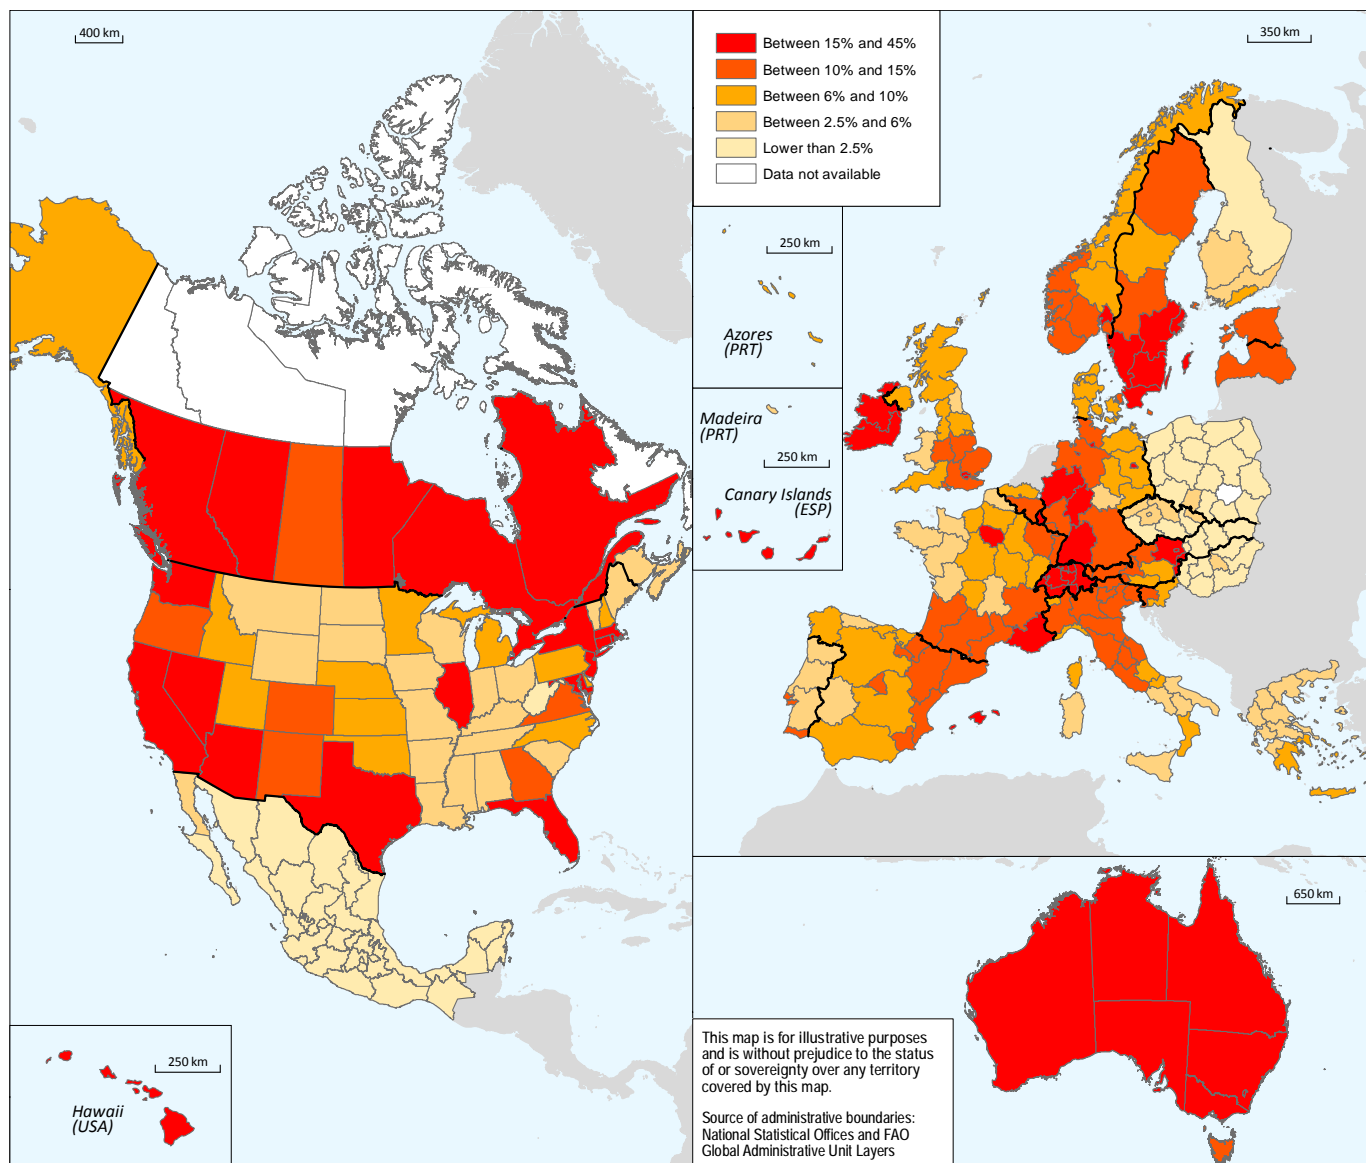 400 km
Between 15% and 45%
Between 10% and 15%
Between 6% and 10%
Between 2.5% and 6%
Lower than 2.5%
Data not available
350 km
250 km
Azores
(PRT)
Madeira
(PRT)
250 km
Canary Islands
(ESP)
650 km
250 km
Hawaii
(USA)
This map is for illustrative purposes
and is without prejudice to the status
of or sovereignty over any territory
covered by this map.
Source of administrative boundaries:
National Statistical Offices and FAO
Global Administrative Unit Layers